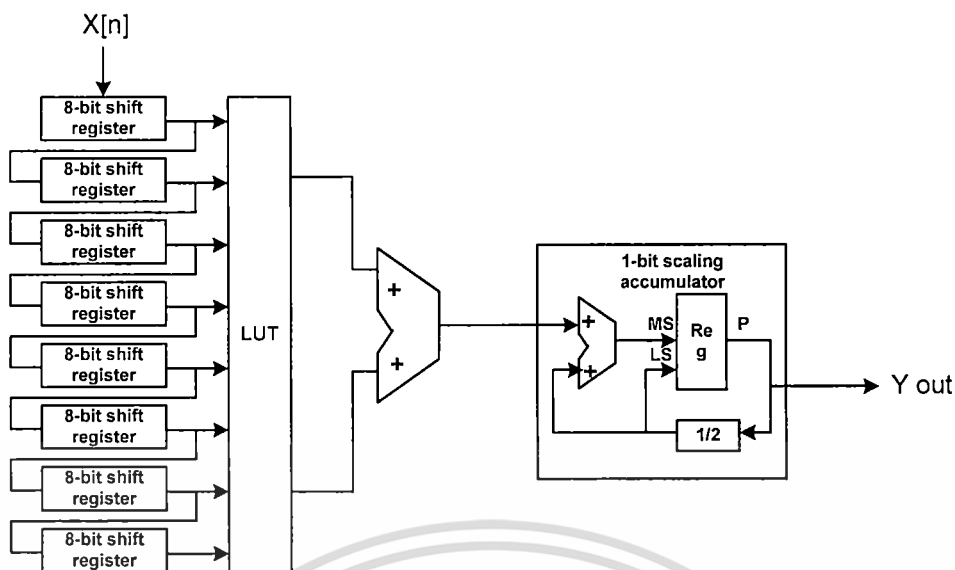 X[n]
8-bit shift
register
8-bit shift
register
8-bit shift
register
8-bit shift
register
8-bit shift
register
8-bit shift
register
8-bit shift
register
8-bit shift
register
LUT
+
+
1-bit scaling
accumulator
+
+
MS
LS
Re
g
P
1/2
Y out